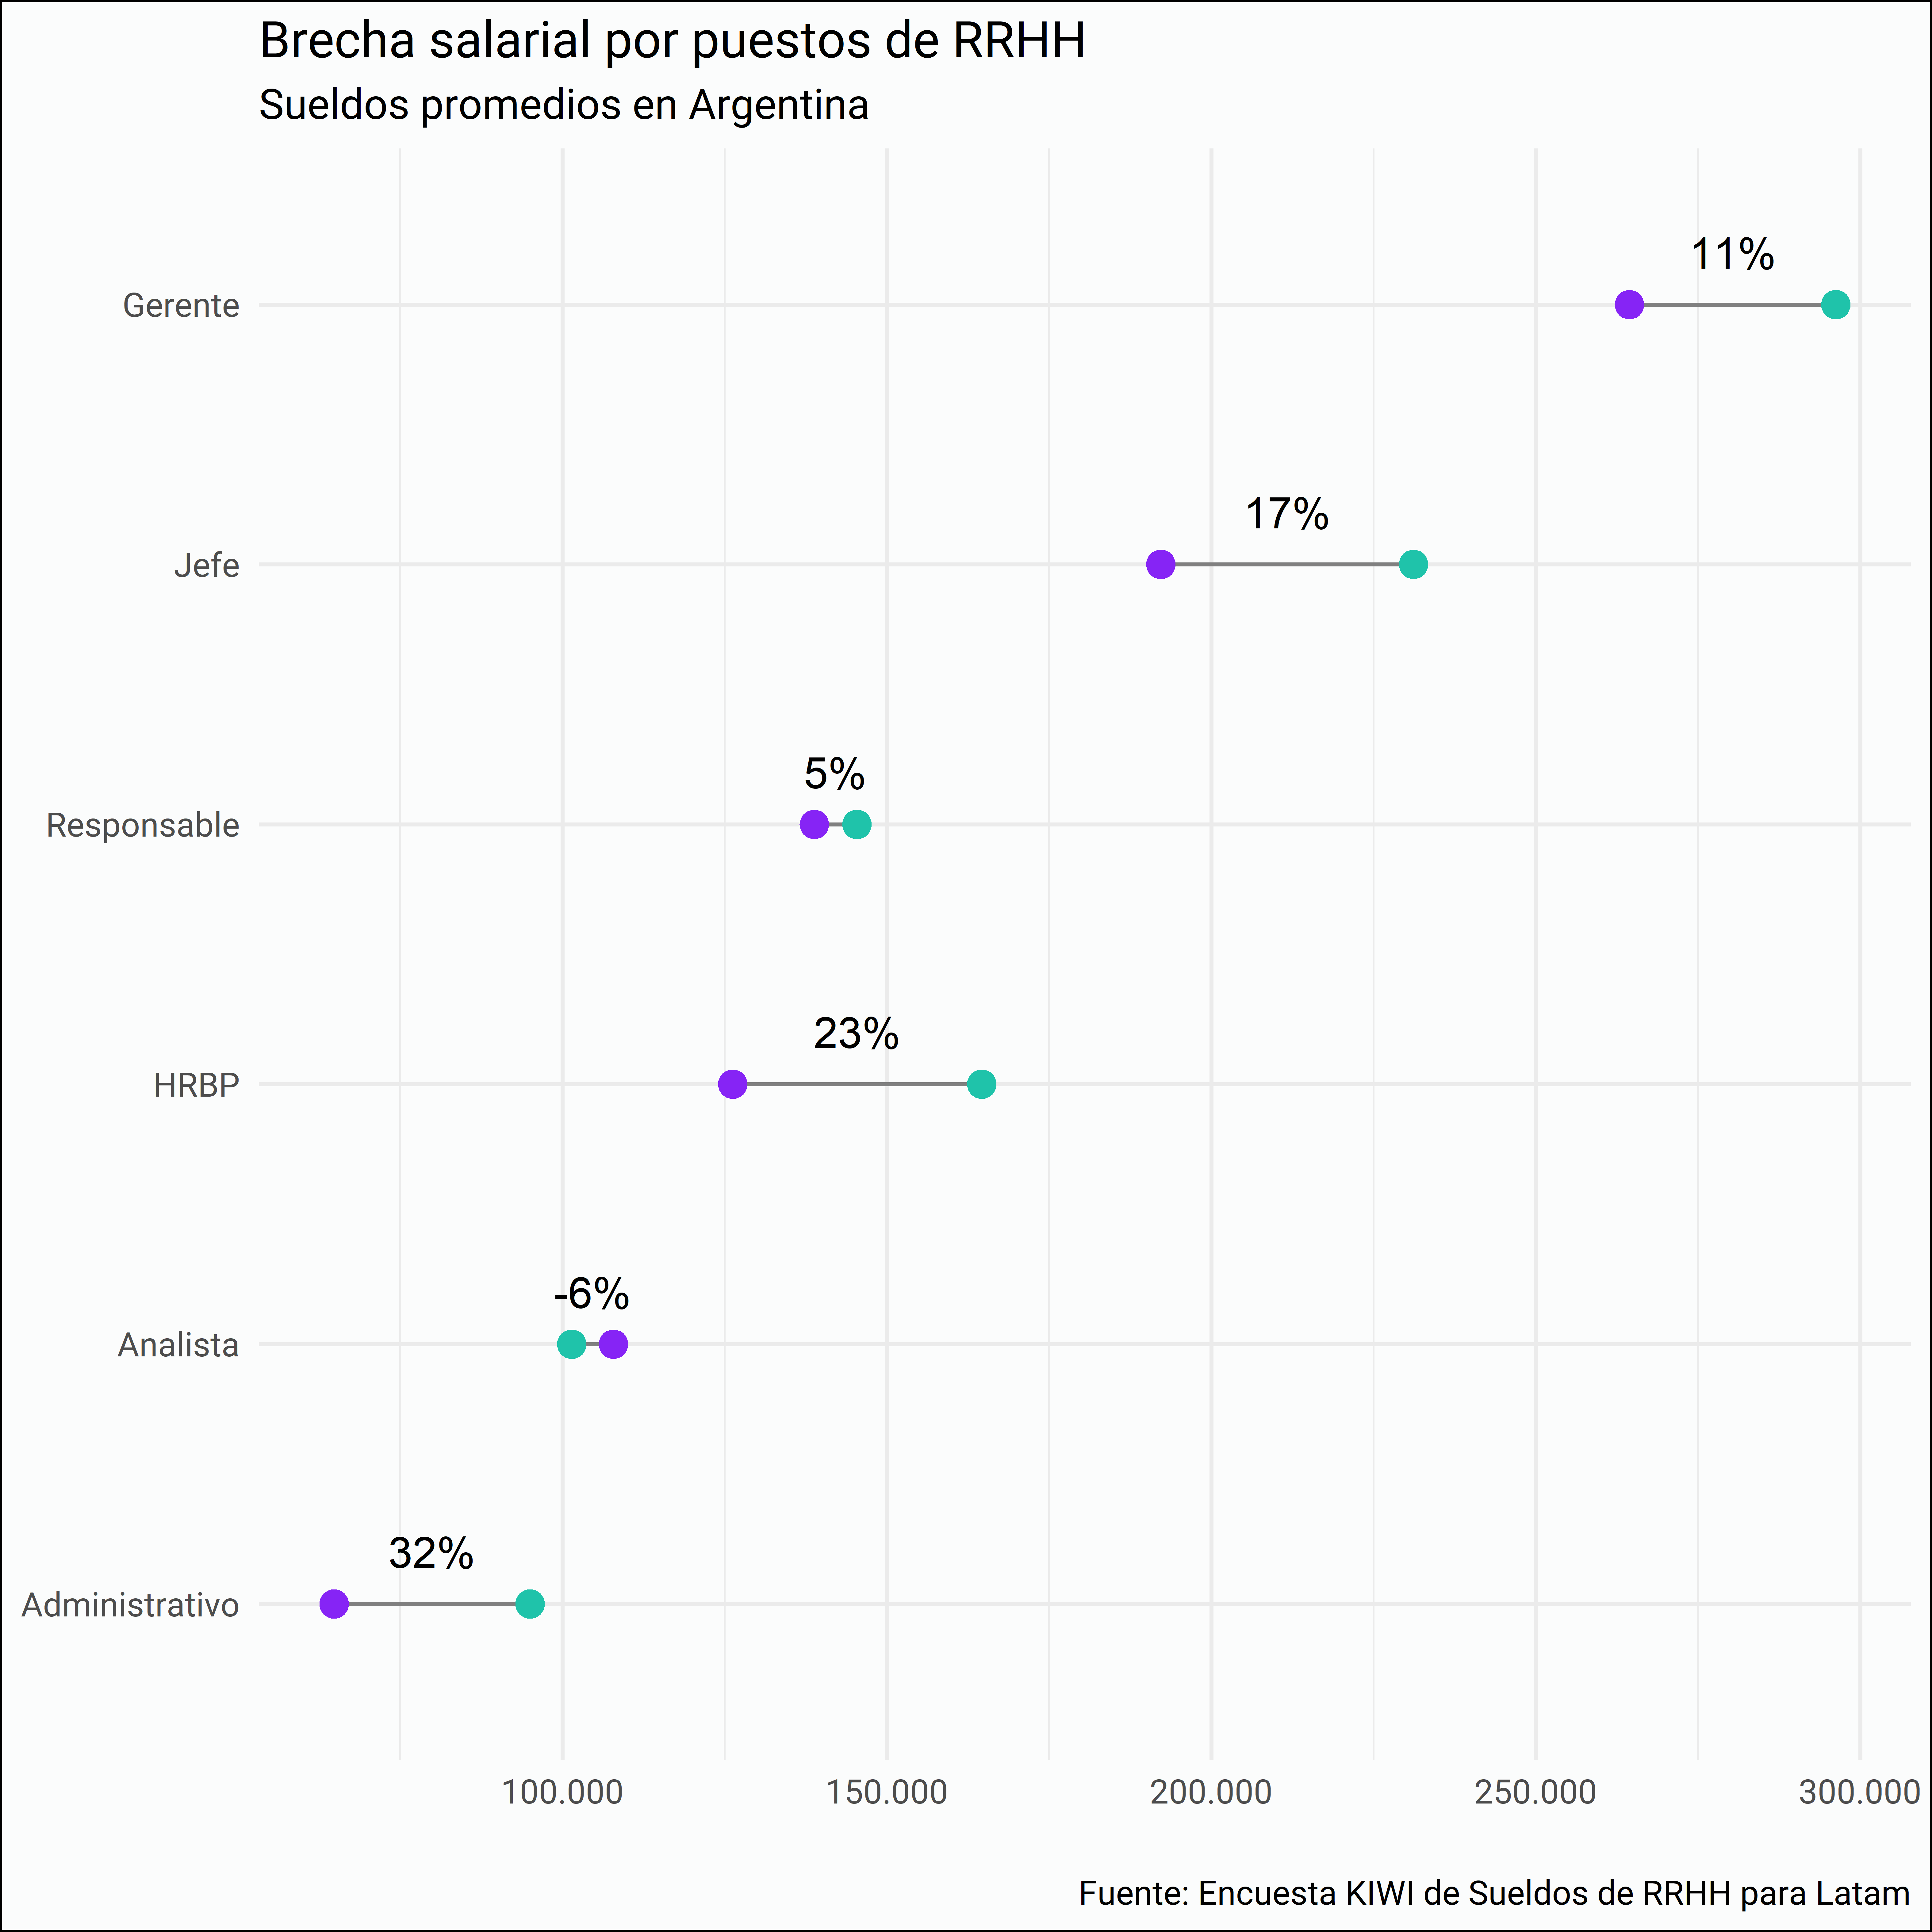 Brecha salarial por puestos de RRHH
Sueldos promedios en Argentina
Gerente
11%
Jefe
17%
Responsable
5%
HRBP
23%
Analista
-6%
Administrativo
32%
100.000
150.000
200.000
250.000
300.000
Fuente: Encuesta KIWI de Sueldos de RRHH para Latam